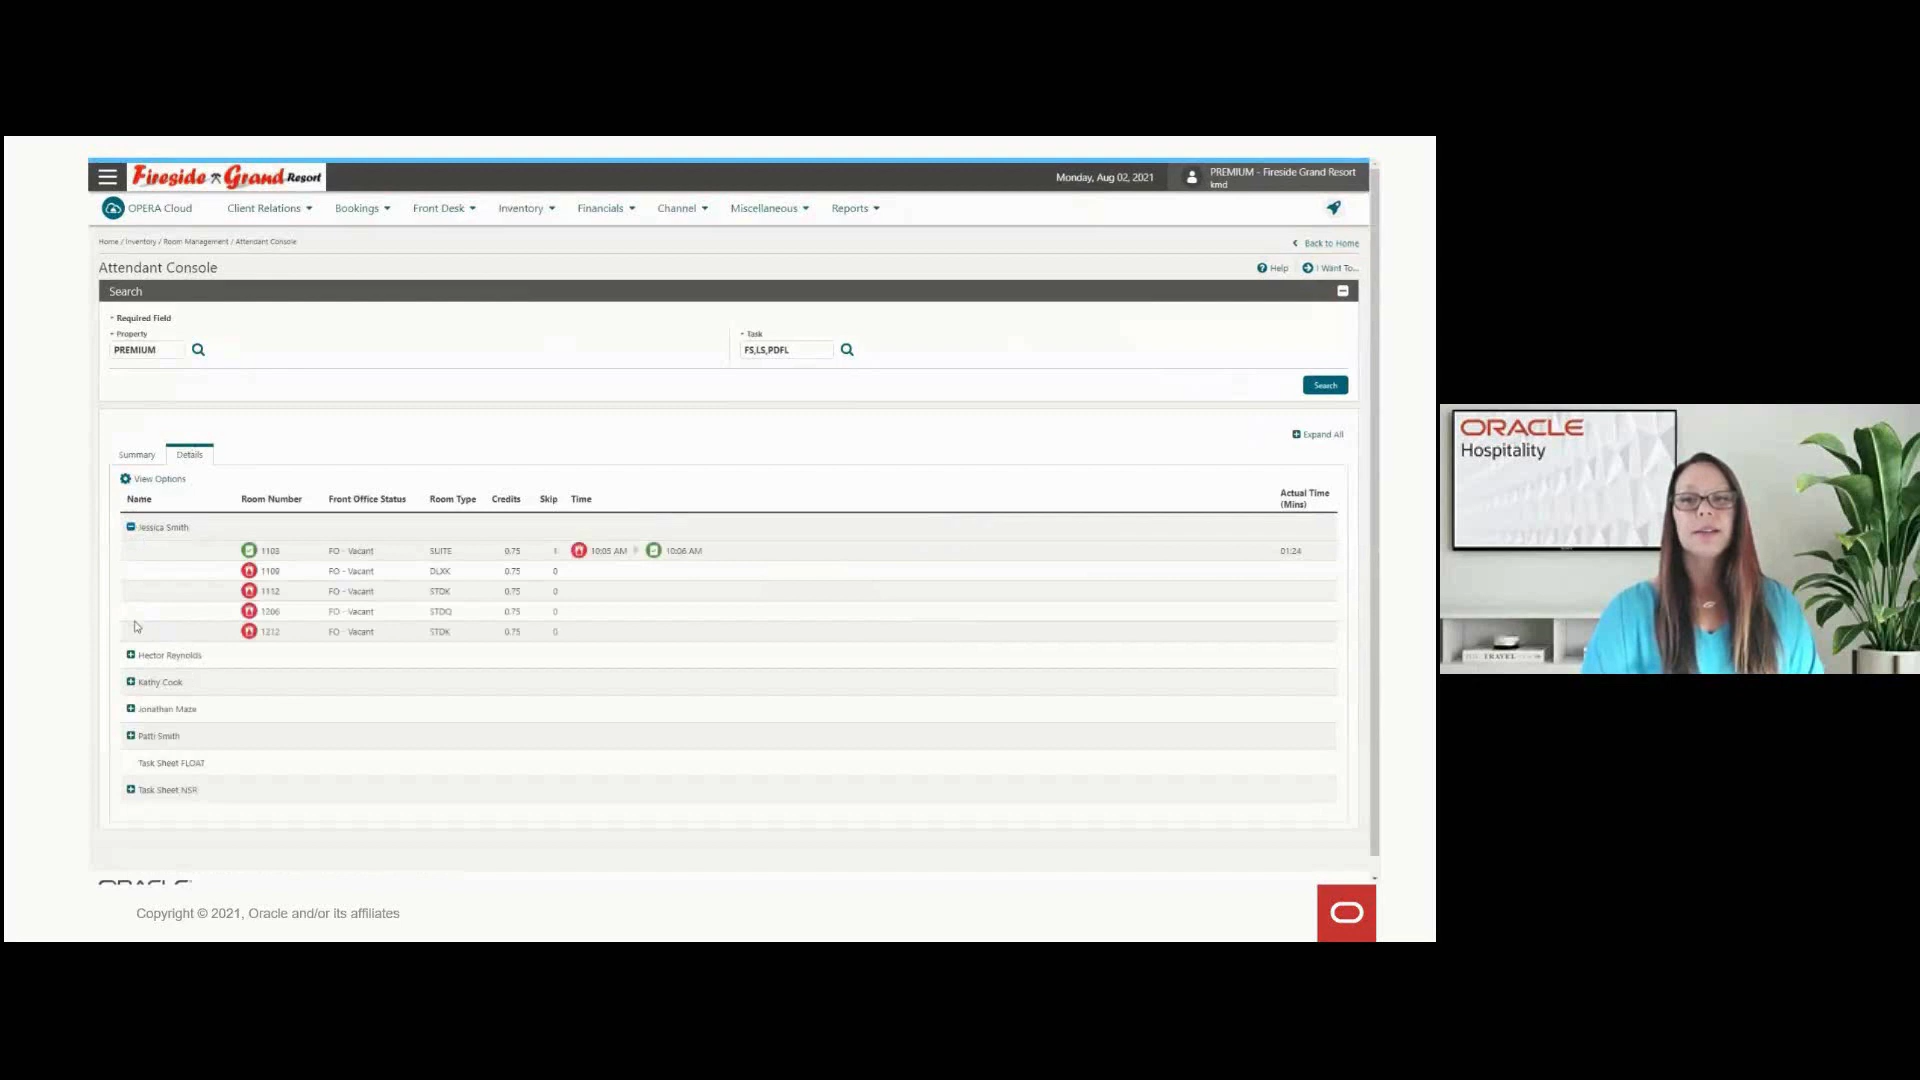 Fireside Grand Resort
Monday, Aug 02, 2021
PREMIUM - Fireside Grand Resort
kmd
OPERA Cloud Client Relations Bookings Front Desk Inventory Financials Channel Miscellaneous Reports
Home / Inventory / Room Management / Attendant Console
Back to Home
Attendant Console
Help I Want To...
Search
Required Field
Property
Task
PREMIUM
FS,LS,PDFL
Search
Expand All
Summary Details
View Options
Name Room Number Front Office Status Room Type Credits Skip Time Actual Time (Mins)
Jessica Smith
1103 FO - Vacant SUITE 0.75 1 10:05 AM 10:06 AM 01:24
1109 FO - Vacant DLXK 0.75 0
1112 FO - Vacant STDK 0.75 0
1206 FO - Vacant STDQ 0.75 0
1212 FO - Vacant STDK 0.75 0
Hector Reynolds
Kathy Cook
Jonathan Maze
Patti Smith
Task Sheet FLOAT
Task Sheet NSR
ORACLE
Copyright © 2021, Oracle and/or its affiliates
ORACLE
Hospitality
TRAVEL